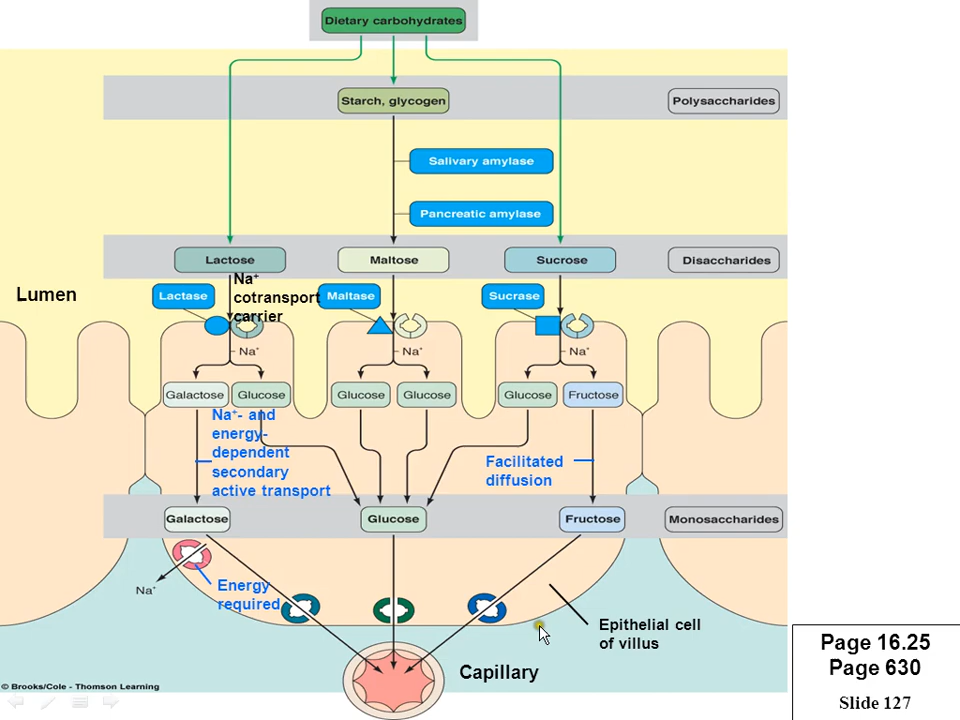 Dietary carbohydrates
Starch, glycogen
Polysaccharides
Salivary amylase
Pancreatic amylase
Lactose
Maltose
Sucrose
Disaccharides
Lumen
Na+
cotransport
carrier
Lactase
Maltase
Sucrase
Na+
Na+
Na+
Galactose
Glucose
Glucose
Glucose
Glucose
Fructose
Na+- and
energy-
dependent
secondary
active transport
Facilitated
diffusion
Galactose
Glucose
Fructose
Monosaccharides
Na+
Energy
required
Epithelial cell
of villus
Capillary
Page 16.25
Page 630
Slide 127
© Brooks/Cole - Thomson Learning